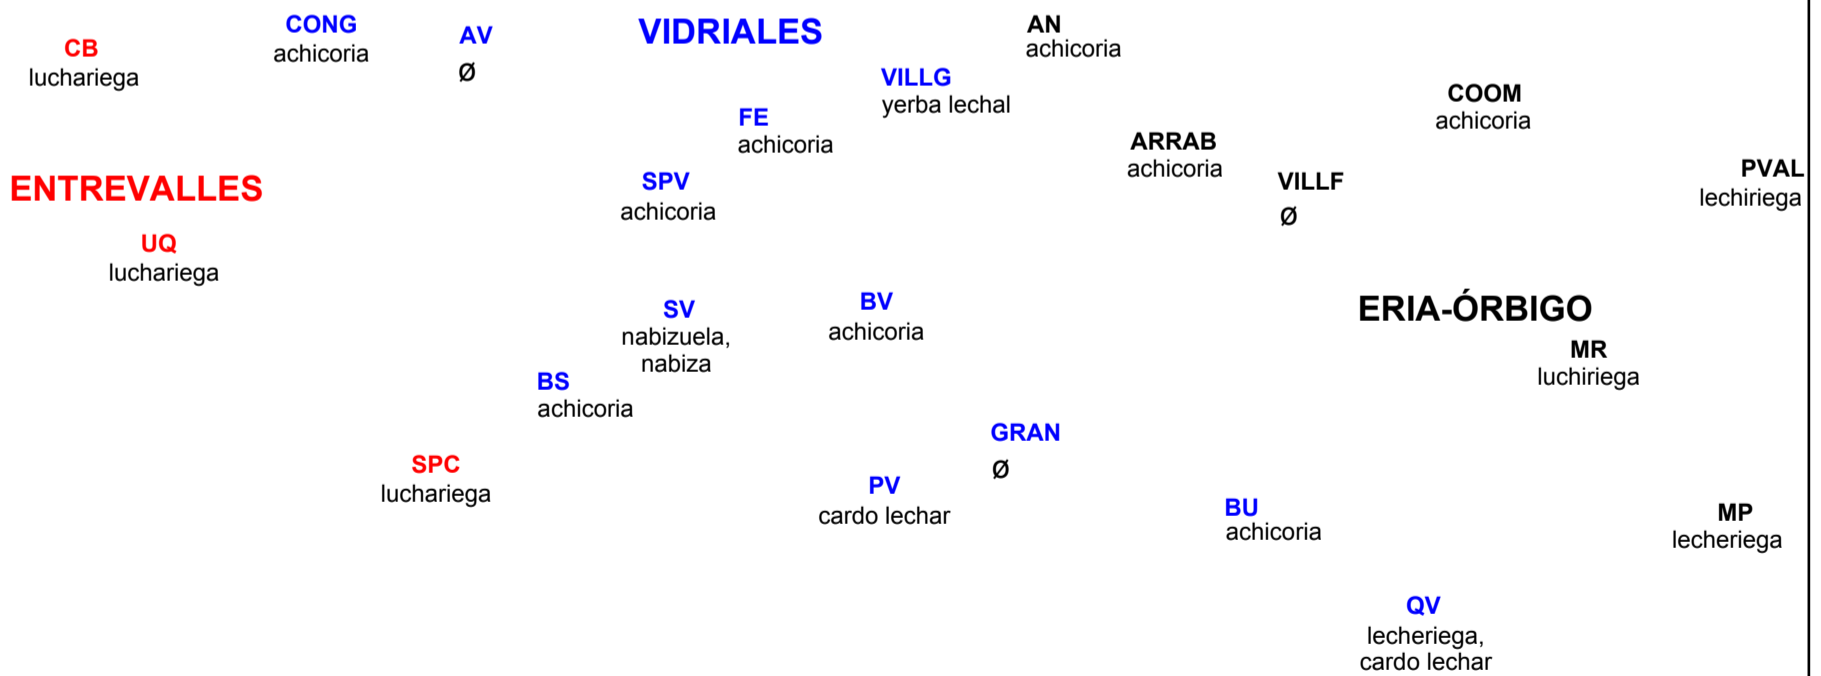 CB
luchariega
CONG
achicoria
AV
Ø
VIDRIALES
AN
achicoria
VILLG
yerba lechal
FE
achicoria
COOM
achicoria
ARRAB
achicoria
PVAL
lechiriega
ENTREVALLES
SPV
achicoria
VILLF
Ø
UQ
luchariega
SV
nabizuela,
nabiza
BV
achicoria
ERIA-ÓRBIGO
MR
luchiriega
BS
achicoria
GRAN
Ø
SPC
luchariega
PV
cardo lechar
BU
achicoria
MP
lecheriega
QV
lecheriega,
cardo lechar